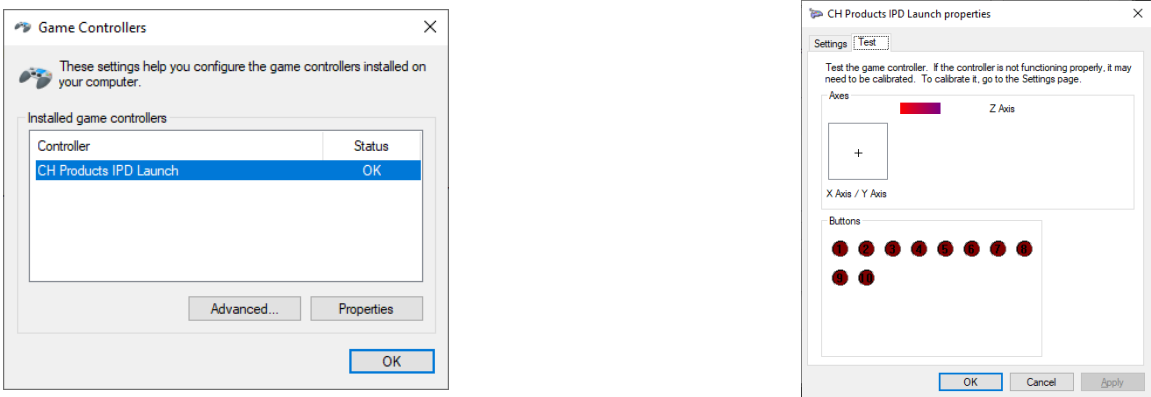 Game Controllers
These settings help you configure the game controllers installed on
your computer.
Installed game controllers
Controller Status
CH Products IPD Launch OK
Advanced... Properties
OK
CH Products IPD Launch properties
Settings Test
Test the game controller. If the controller is not functioning properly, it may
need to be calibrated. To calibrate it, go to the Settings page.
Axes
Z Axis
X Axis / Y Axis
Buttons
1 2 3 4 5 6 7 8
9 10
OK Cancel Apply